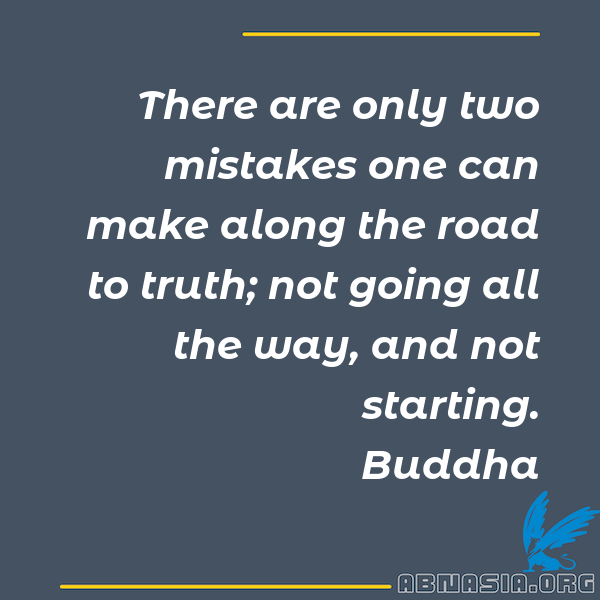 There are only two
mistakes one can
make along the road
to truth; not going all
the way, and not
starting.
Buddha
ABNASIA.ORG